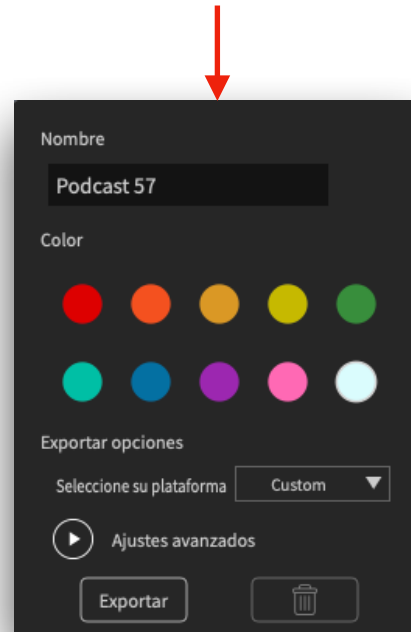 Nombre
Podcast 57
Color
Exportar opciones
Seleccione su plataforma Custom
Ajustes avanzados
Exportar